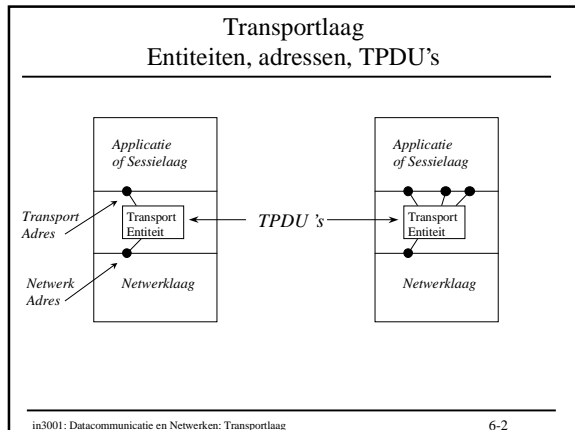 Transportlaag
Entiteiten, adressen, TPDU's
Applicatie
of Sessielaag
Transport
Adres
Transport
Entiteit
Netwerk
Adres
Netwerklaag
TPDU 's
Applicatie
of Sessielaag
Transport
Entiteit
Netwerklaag
in3001: Datacommunicatie en Netwerken: Transportlaag 6-2